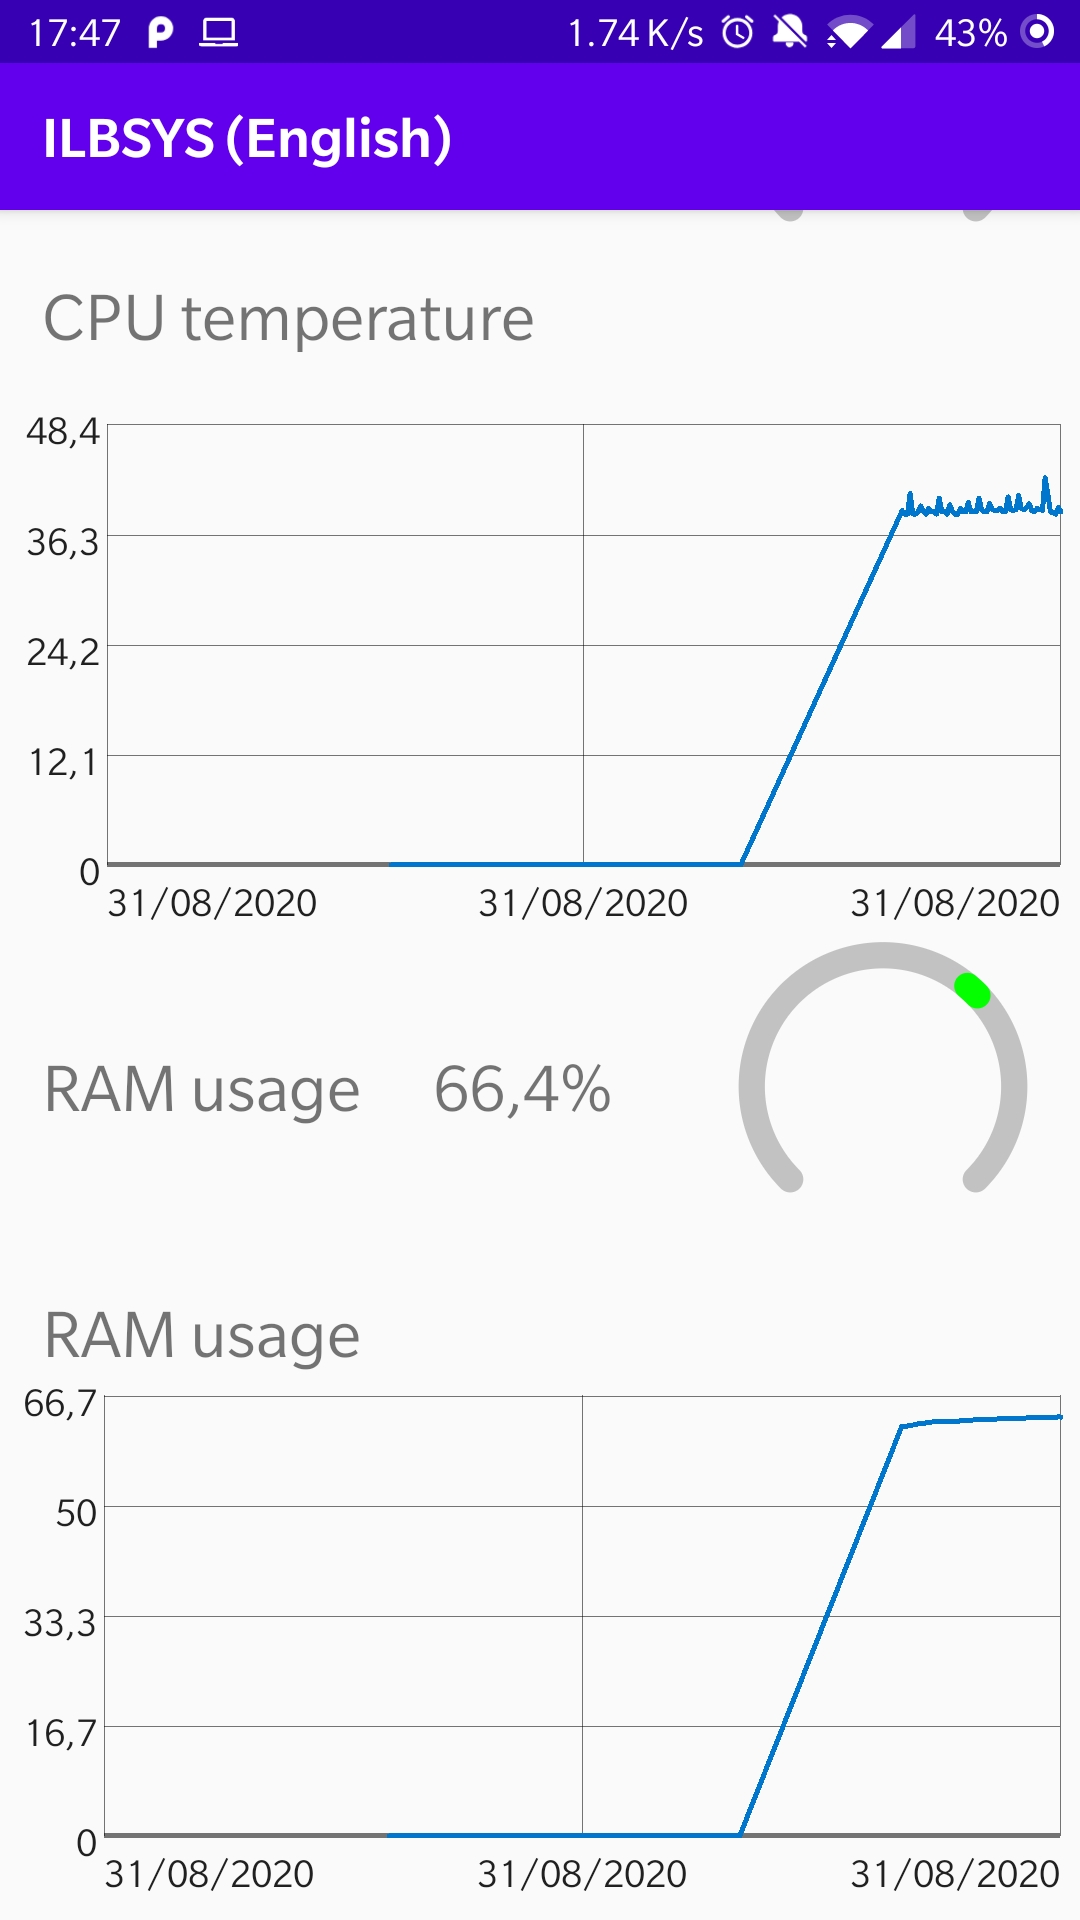 17:47 1.74 K/s 43%
ILBSYS (English)
CPU temperature
48,4
36,3
24,2
12,1
0
31/08/2020 31/08/2020 31/08/2020
RAM usage 66,4%
RAM usage
66,7
50
33,3
16,7
0
31/08/2020 31/08/2020 31/08/2020